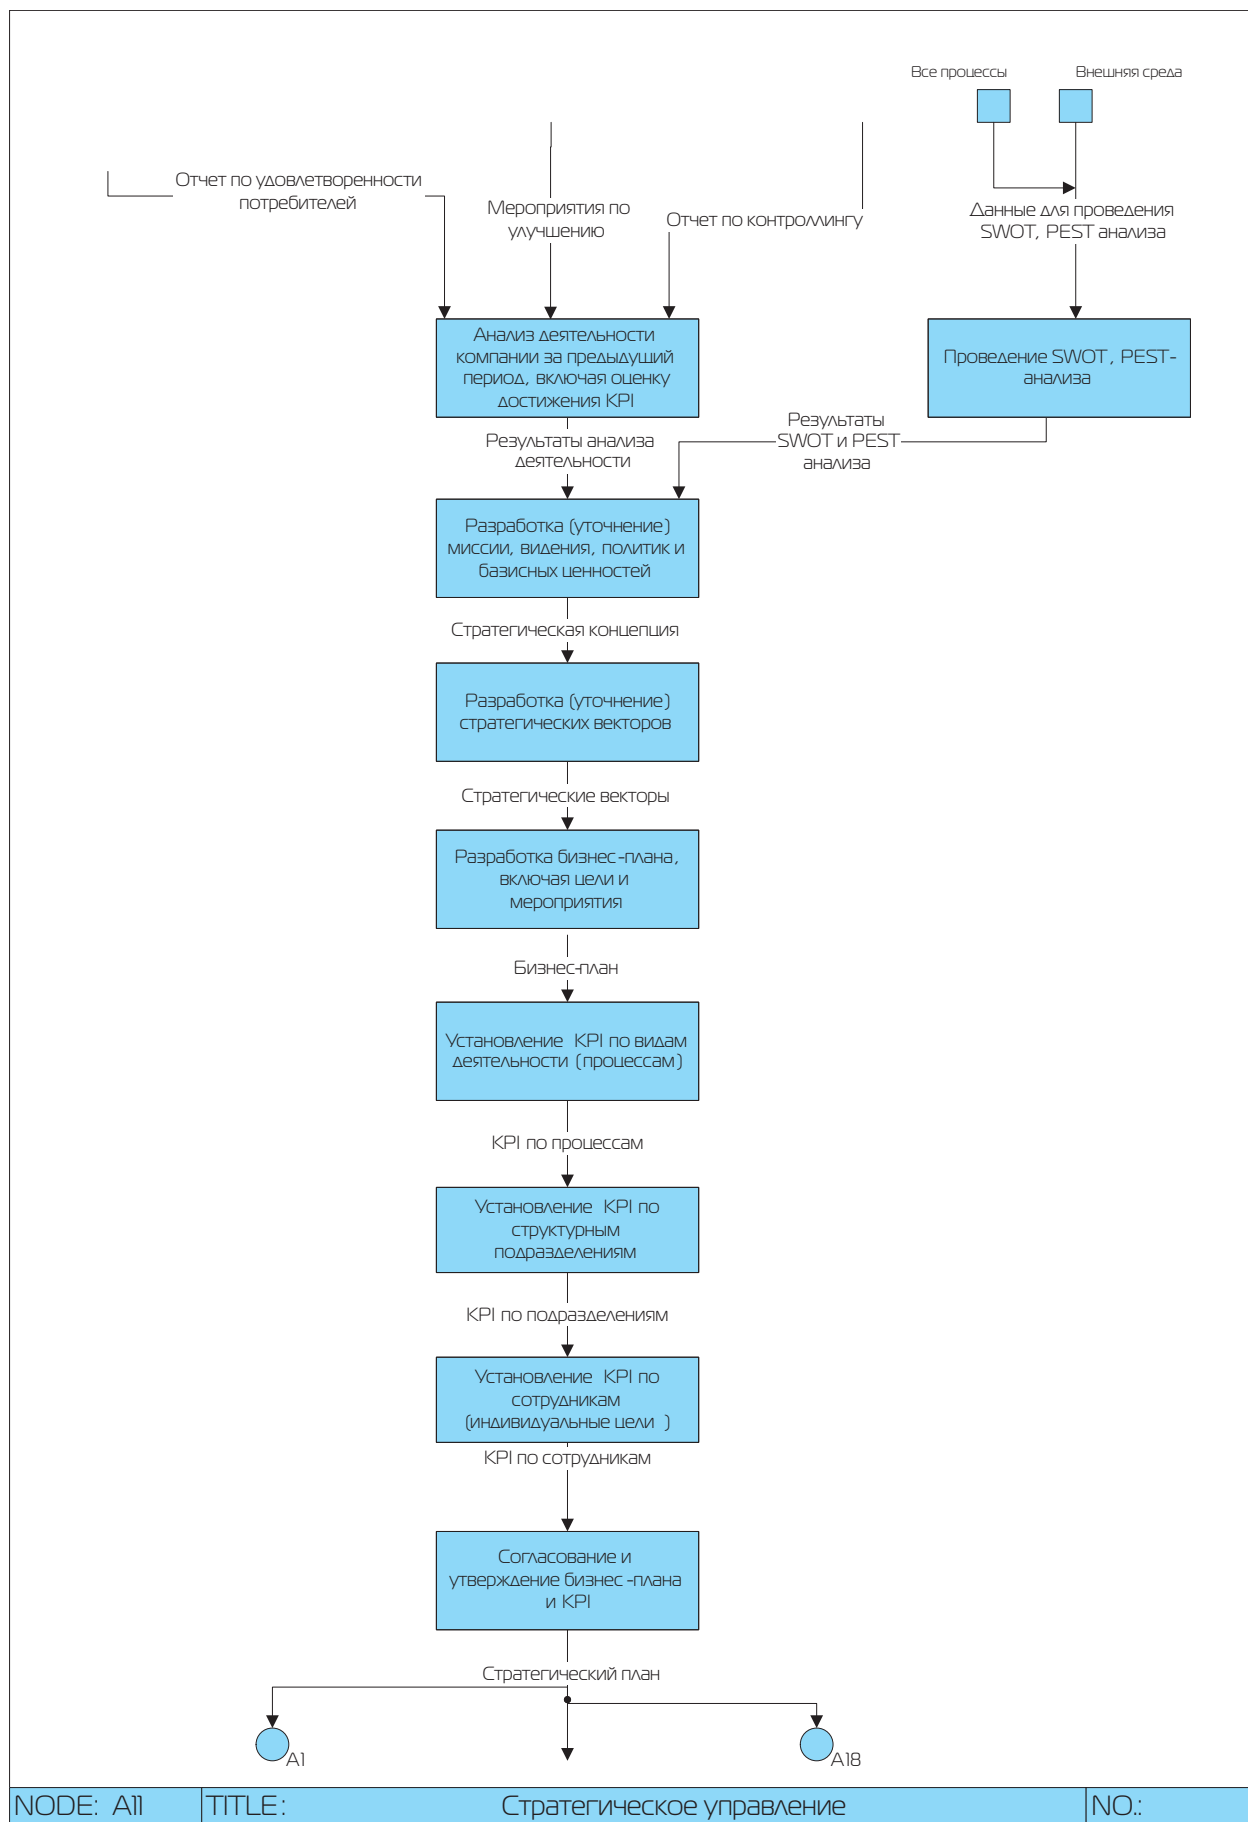 Все процессы
Внешняя среда
Отчет по удовлетворенности
потребителей
Мероприятия по
улучшению
Отчет по контроллингу
Данные для проведения
SWOT, PEST анализа
Анализ деятельности
компании за предыдущий
период, включая оценку
достижения KPI
Проведение SWOT, PEST-
анализа
Результаты анализа
деятельности
Результаты
SWOT и PEST
анализа
Разработка (уточнение)
миссии, видения, политик и
базисных ценностей
Стратегическая концепция
Разработка (уточнение)
стратегических векторов
Стратегические векторы
Разработка бизнес-плана,
включая цели и
мероприятия
Бизнес-план
Установление KPI по видам
деятельности (процессам)
KPI по процессам
Установление KPI по
структурным
подразделениям
KPI по подразделениям
Установление KPI по
сотрудникам
(индивидуальные цели )
KPI по сотрудникам
Согласование и
утверждение бизнес-плана
и KPI
Стратегический план
A1
A18
NODE: A11
TITLE:
Стратегическое управление
NO.: